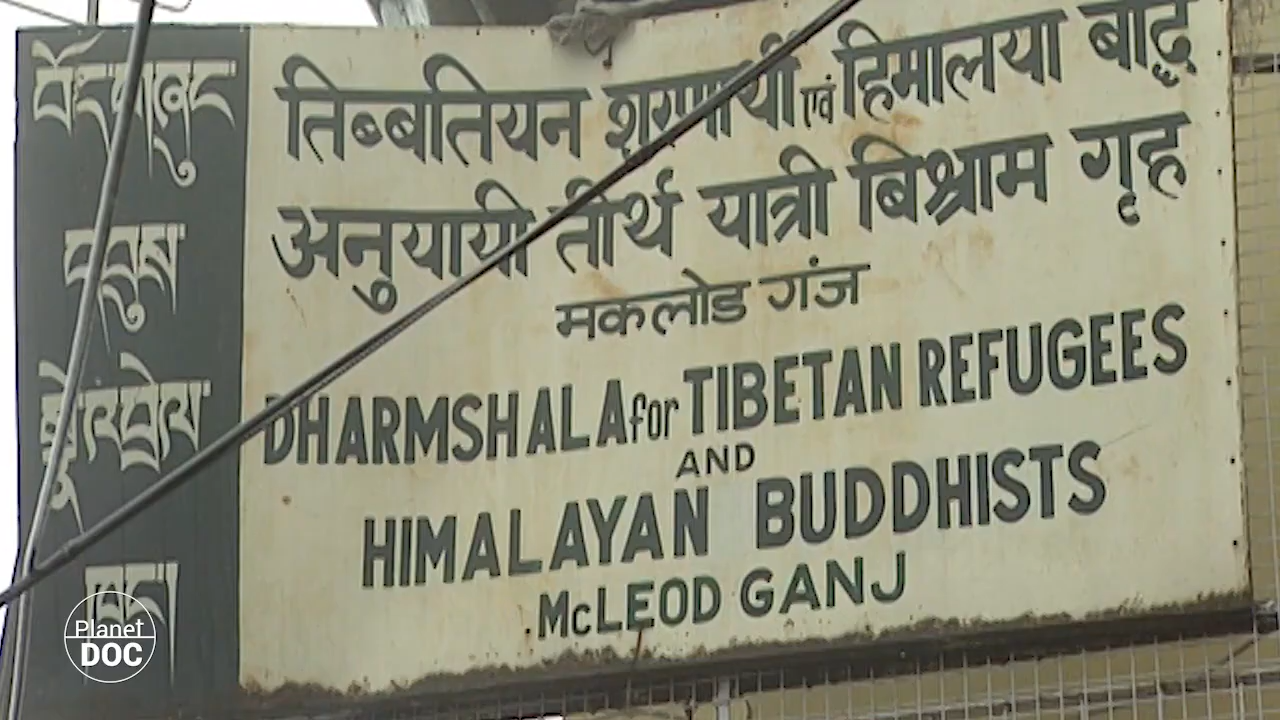 तिब्बतियन शरणार्थी एवं हिमालया बौद्ध
अनुयायी तीर्थ यात्री बिश्राम गृह
मकलोड गंज
DHARMSHALA for TIBETAN REFUGEES
AND
HIMALAYAN BUDDHISTS
McLEOD GANJ
Planet
DOC